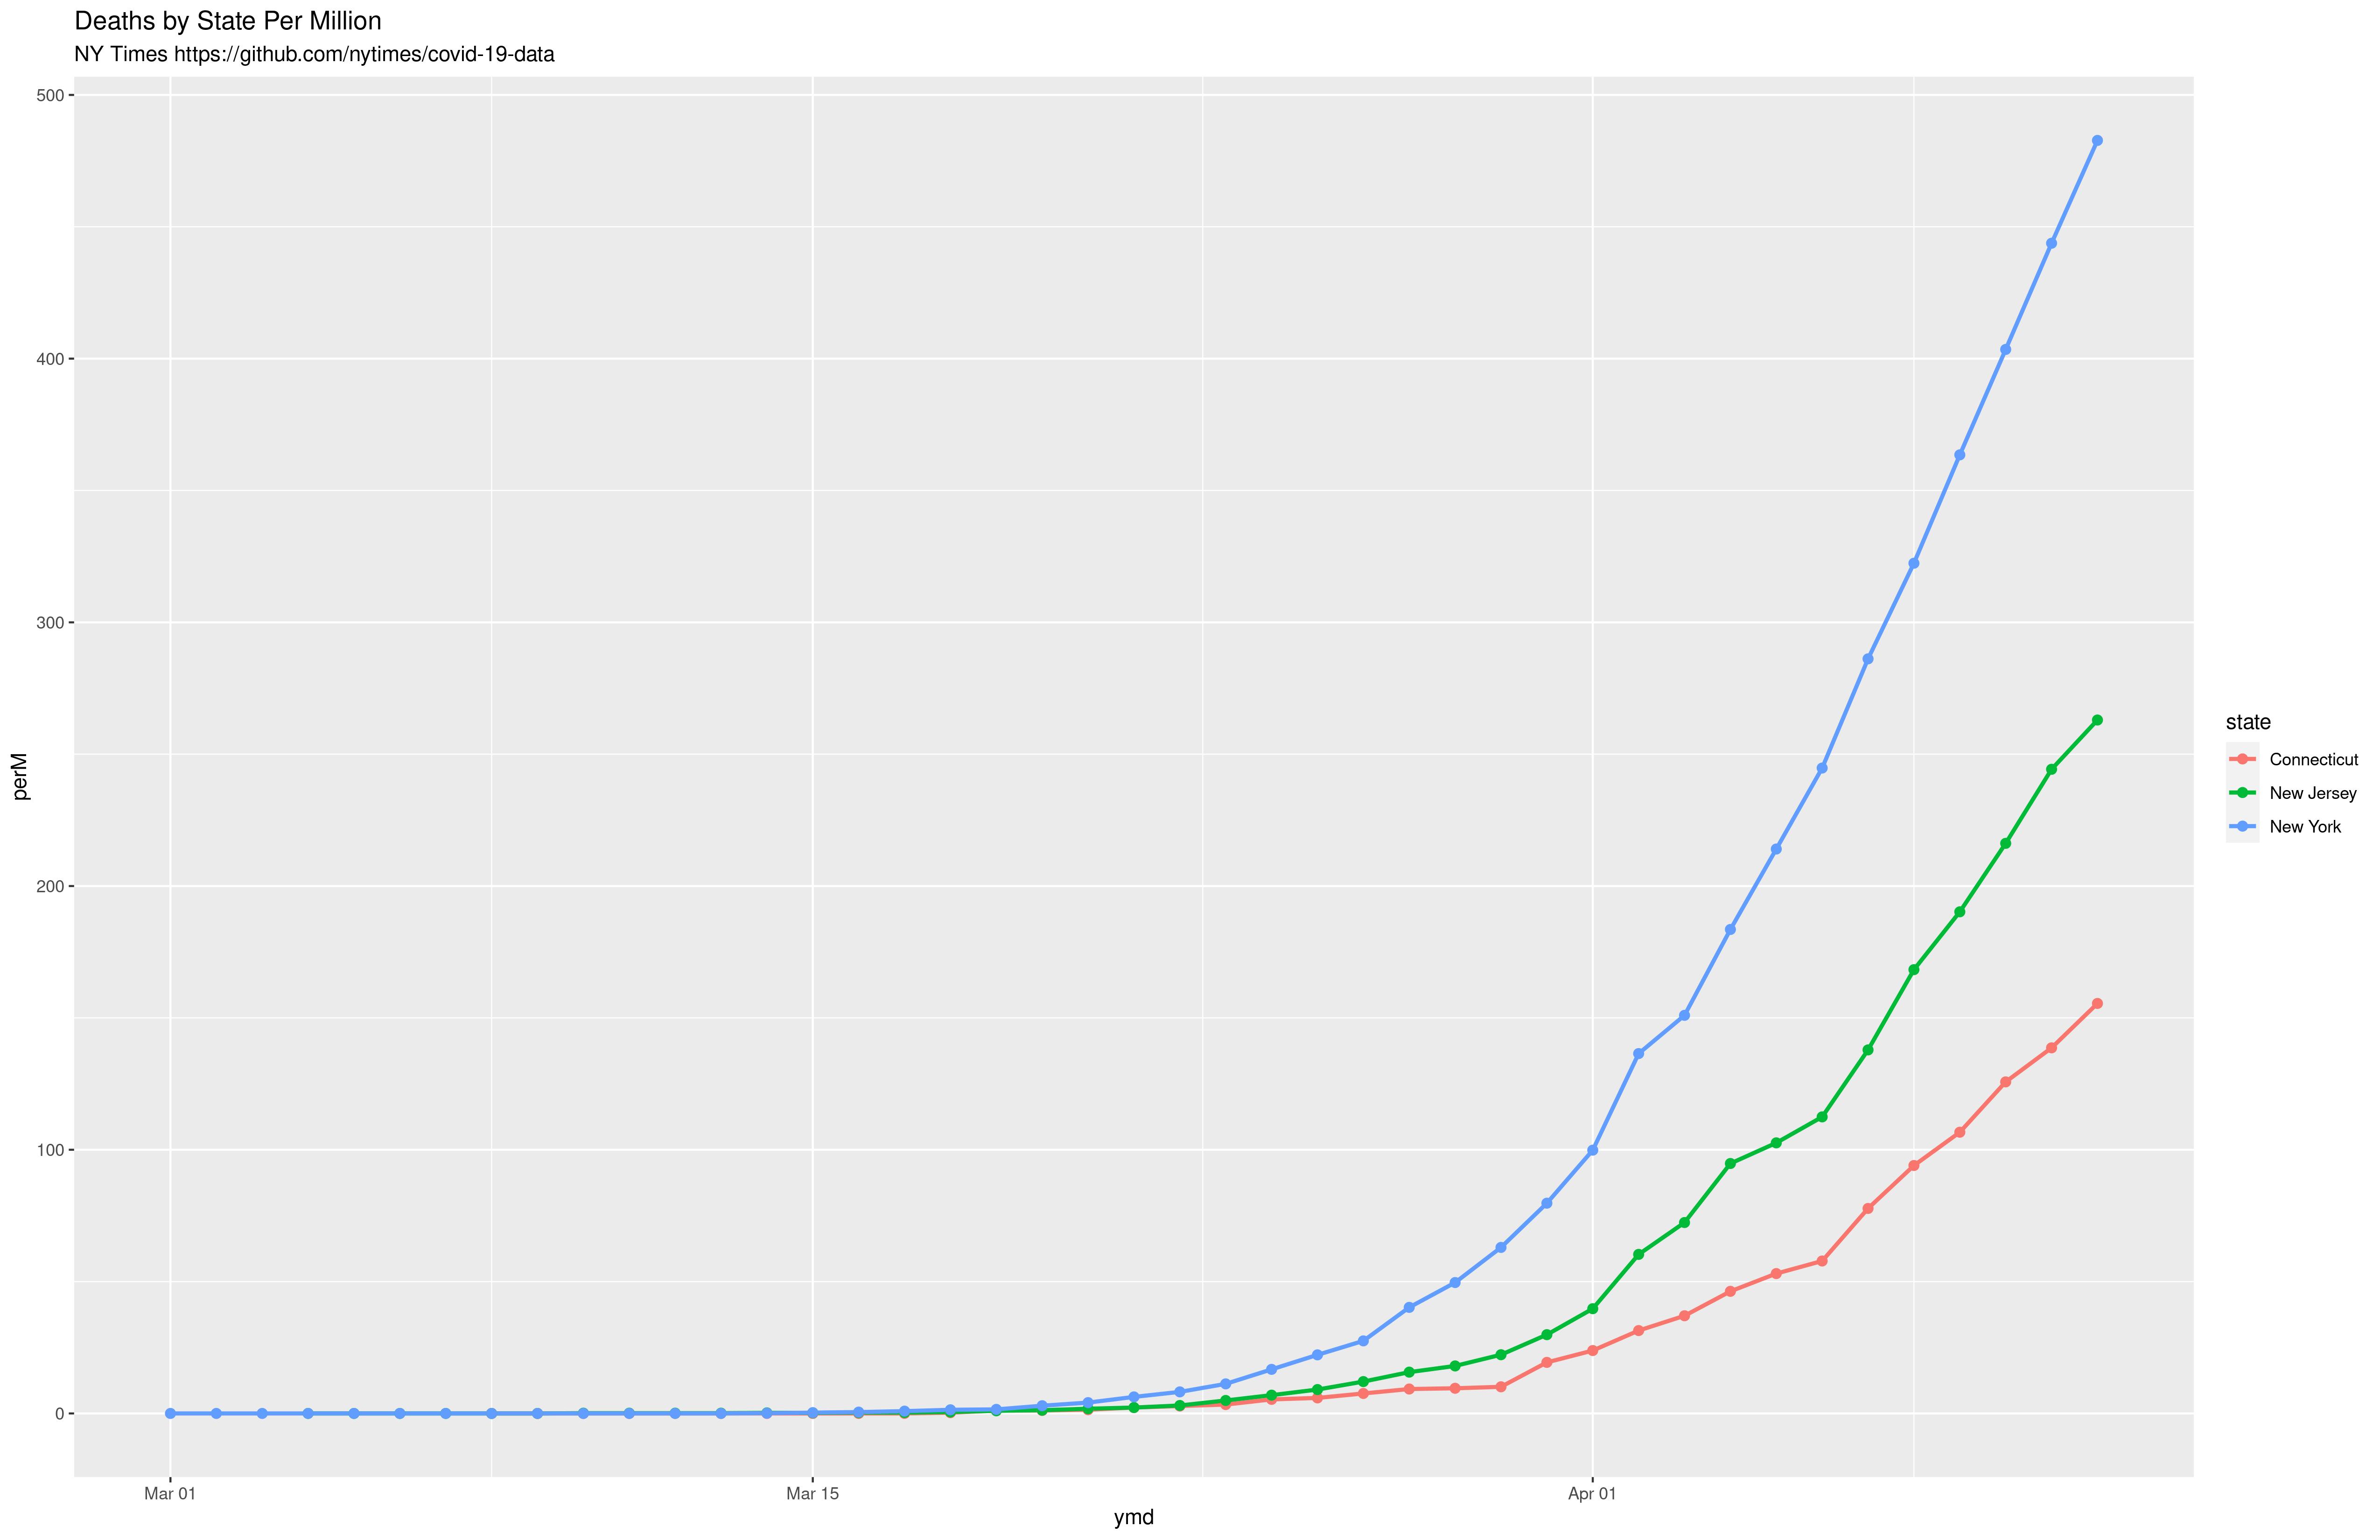 Deaths by State Per Million
NY Times https://github.com/nytimes/covid-19-data
500
400
300
200
100
0
perM
Mar 01
Mar 15
Apr 01
ymd
state
Connecticut
New Jersey
New York